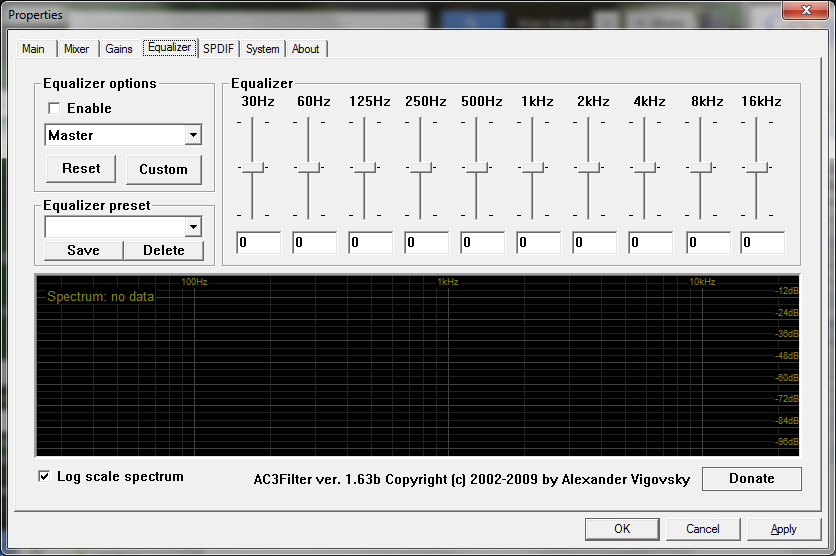 Properties
Main Mixer Gains Equalizer SPDIF System About
Equalizer options
Enable
Master
Reset Custom
Equalizer preset
Save Delete
Equalizer
30Hz 60Hz 125Hz 250Hz 500Hz 1kHz 2kHz 4kHz 8kHz 16kHz
0 0 0 0 0 0 0 0 0 0
100Hz 1kHz 10kHz
Spectrum: no data
-12dB
-24dB
-36dB
-48dB
-60dB
-72dB
-84dB
-96dB
Log scale spectrum
AC3Filter ver. 1.63b Copyright (c) 2002-2009 by Alexander Vigovsky
Donate
OK Cancel Apply